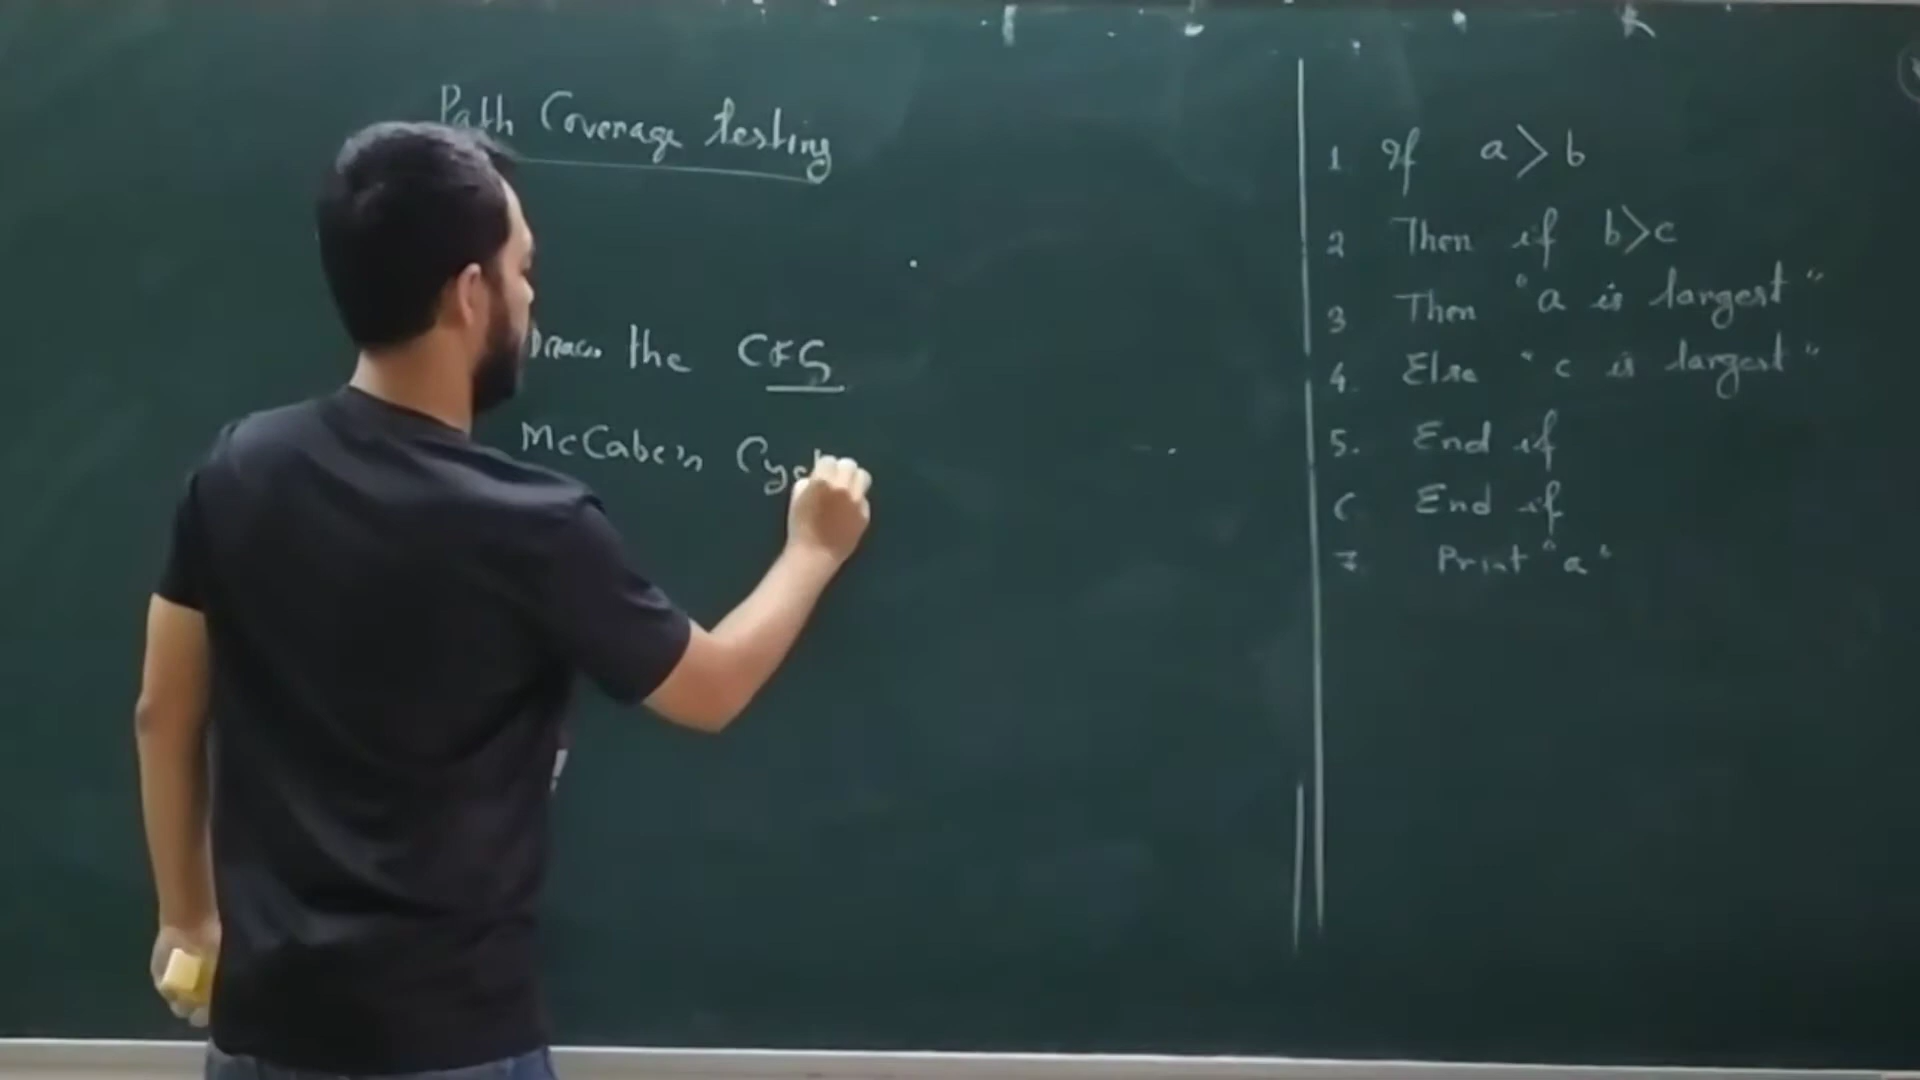 Path Coverage testing
Draw the CFG
McCabe's Cyc
1 If a > b
2 Then if b > c
3 Then "a is largest"
4. Else "c is largest"
5. End if
6 End if
7. Print "a"